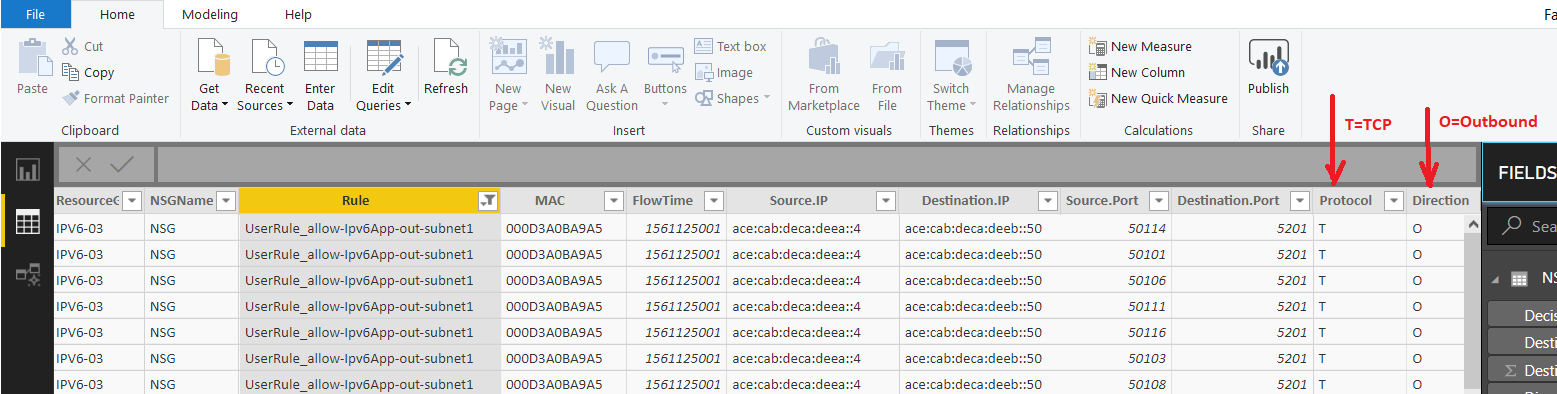 File Home Modeling Help Fa
Cut
Copy
Format Painter
Paste
Clipboard
Get Data
Recent Sources
Enter Data
Edit Queries
Refresh
External data
New Page
New Visual
Ask A Question
Buttons
Text box
Image
Shapes
Insert
From Marketplace
From File
Custom visuals
Switch Theme
Themes
Manage Relationships
Relationships
New Measure
New Column
New Quick Measure
Calculations
Publish
Share
T=TCP
O=Outbound
ResourceG NSGName Rule MAC FlowTime Source.IP Destination.IP Source.Port Destination.Port Protocol Direction
IPV6-03 NSG UserRule_allow-Ipv6App-out-subnet1 000D3A0BA9A5 1561125001 ace:cab:deca:deea::4 ace:cab:deca:deeb::50 50114 5201 T O
IPV6-03 NSG UserRule_allow-Ipv6App-out-subnet1 000D3A0BA9A5 1561125001 ace:cab:deca:deea::4 ace:cab:deca:deeb::50 50101 5201 T O
IPV6-03 NSG UserRule_allow-Ipv6App-out-subnet1 000D3A0BA9A5 1561125001 ace:cab:deca:deea::4 ace:cab:deca:deeb::50 50106 5201 T O
IPV6-03 NSG UserRule_allow-Ipv6App-out-subnet1 000D3A0BA9A5 1561125001 ace:cab:deca:deea::4 ace:cab:deca:deeb::50 50111 5201 T O
IPV6-03 NSG UserRule_allow-Ipv6App-out-subnet1 000D3A0BA9A5 1561125001 ace:cab:deca:deea::4 ace:cab:deca:deeb::50 50116 5201 T O
IPV6-03 NSG UserRule_allow-Ipv6App-out-subnet1 000D3A0BA9A5 1561125001 ace:cab:deca:deea::4 ace:cab:deca:deeb::50 50103 5201 T O
IPV6-03 NSG UserRule_allow-Ipv6App-out-subnet1 000D3A0BA9A5 1561125001 ace:cab:deca:deea::4 ace:cab:deca:deeb::50 50108 5201 T O
FIELDS
Sea
NS
Decis
Desti
Σ Desti